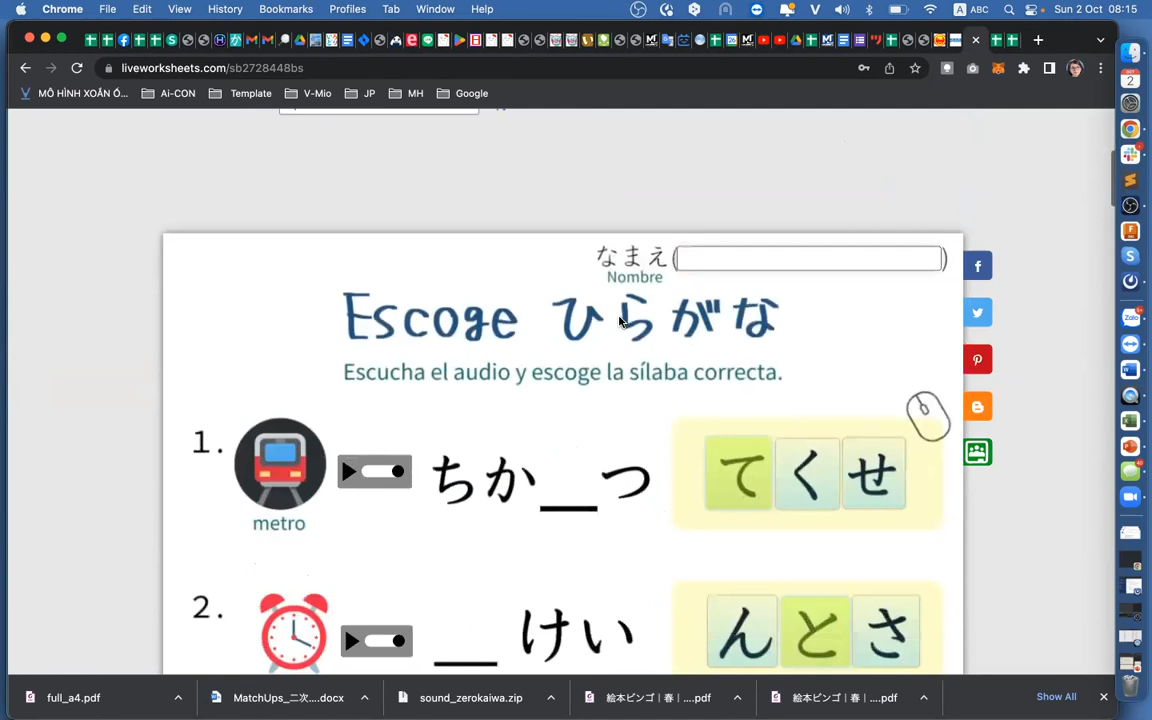 Chrome File Edit View History Bookmarks Profiles Tab Window Help
ABC Sun 2 Oct 08:15
liveworksheets.com/sb2728448bs
MÔ HÌNH XOẮN Ó... Ai-CON Template V-Mio JP MH Google
なまえ( )
Nombre
Escoge ひらがな
Escucha el audio y escoge la sílaba correcta.
1. ちか__つ て く せ
metro
2. __けい ん と さ
full_a4.pdf MatchUps_二次....docx sound_zerokaiwa.zip 絵本ビンゴ｜春｜....pdf 絵本ビンゴ｜春｜....pdf Show All